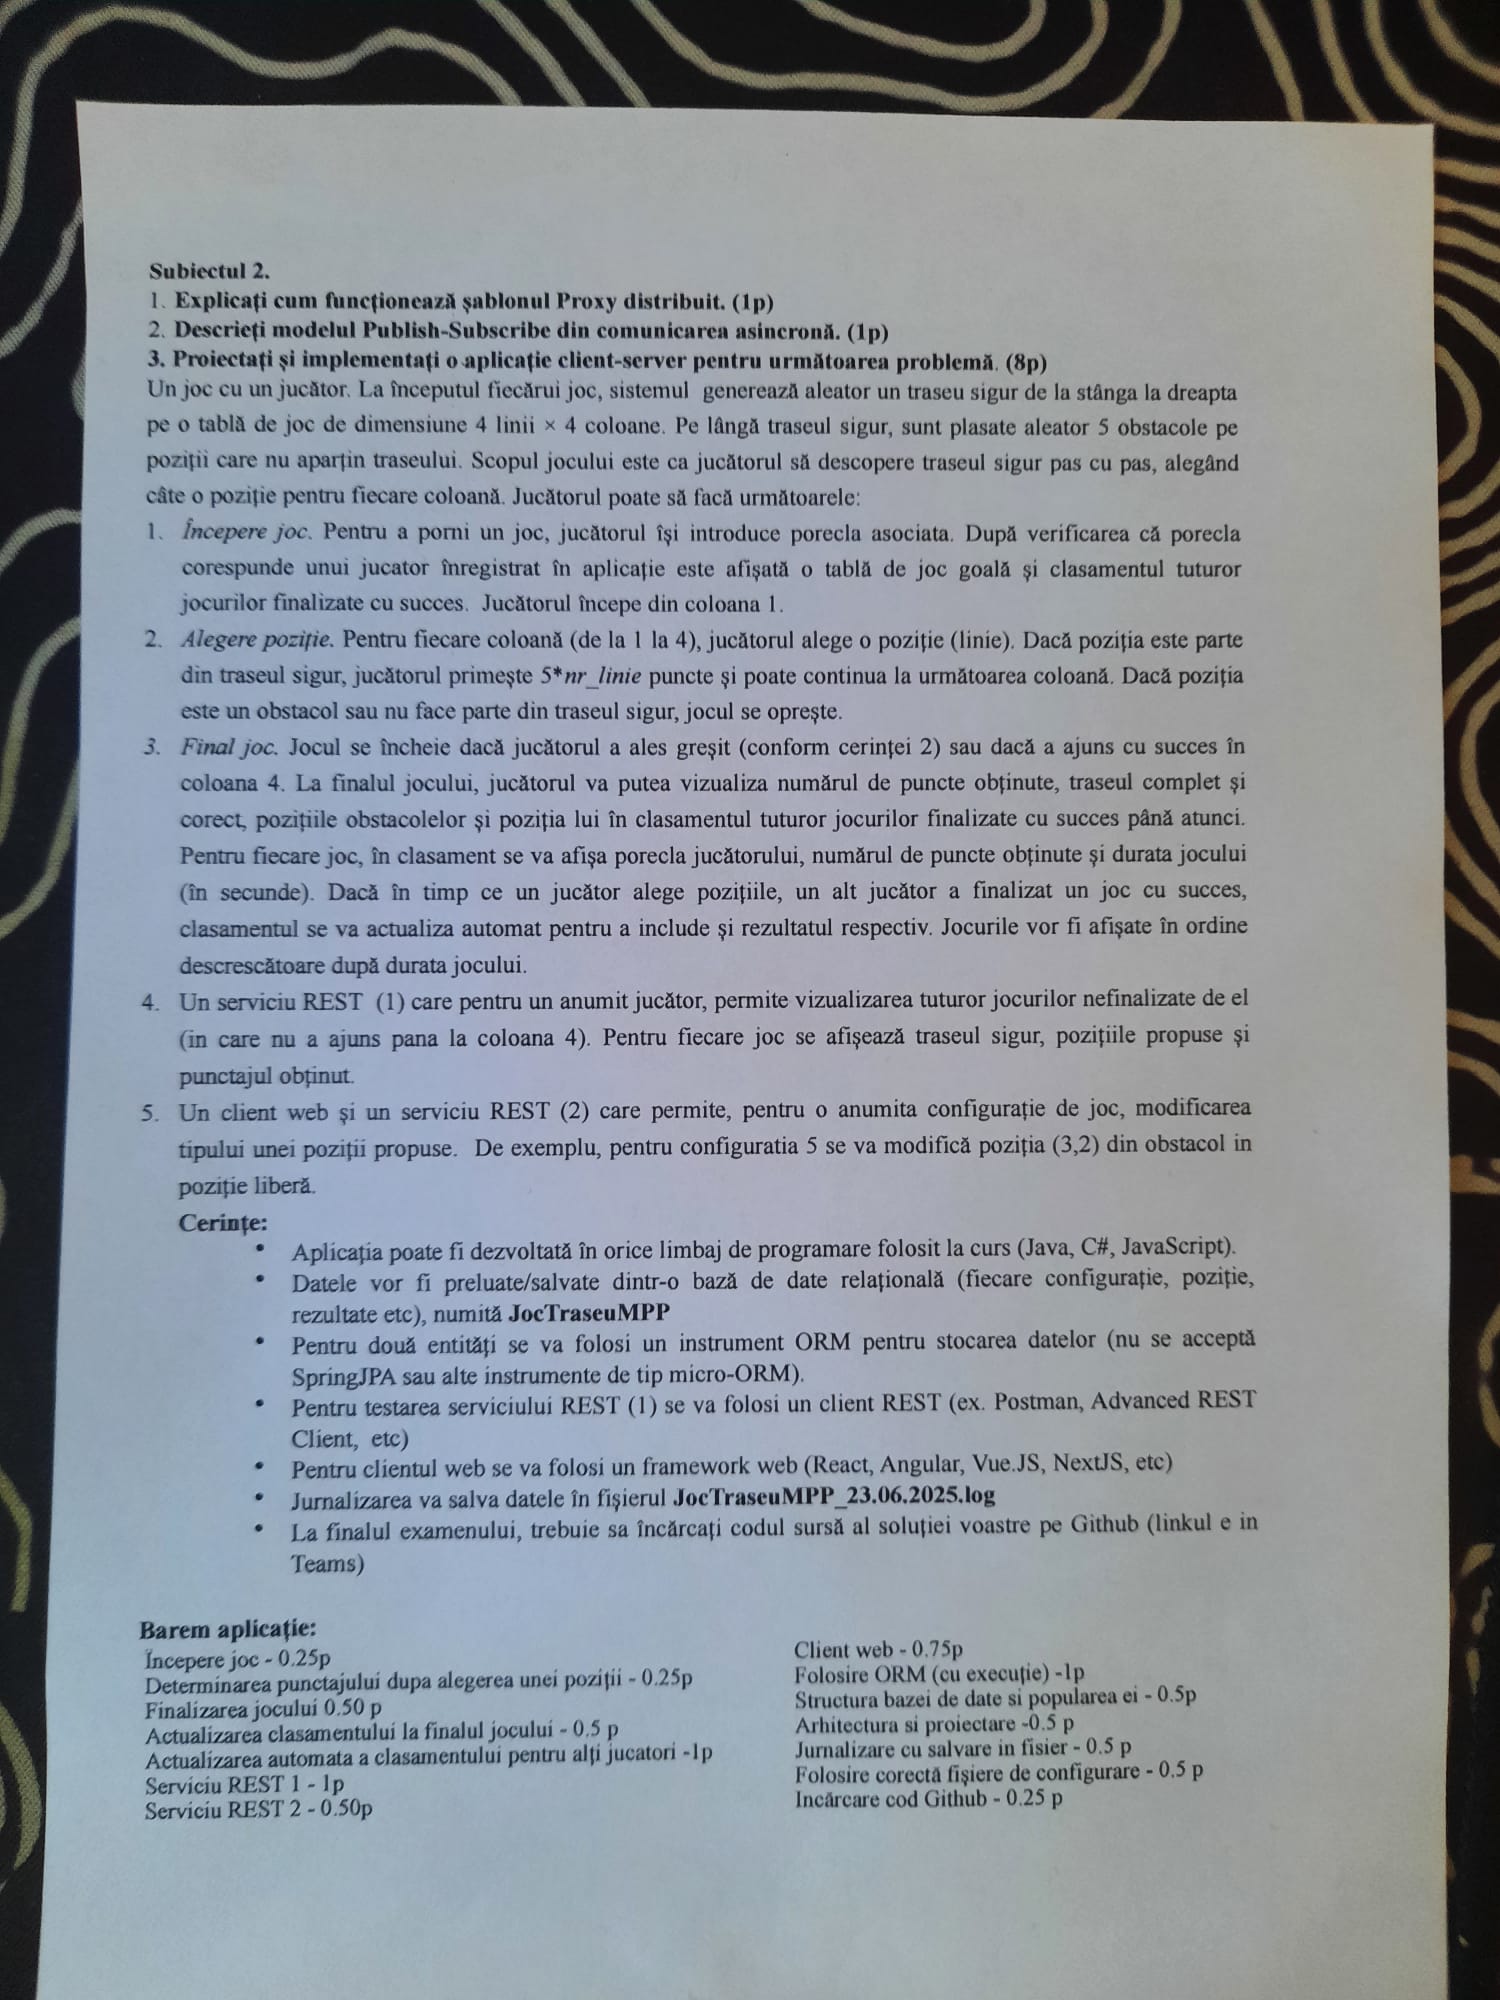 Subiectul 2.
1. Explicați cum funcționează șablonul Proxy distribuit. (1p)
2. Descrieți modelul Publish-Subscribe din comunicarea asincronă. (1p)
3. Proiectați și implementați o aplicație client-server pentru următoarea problemă. (8p)
Un joc cu un jucător. La începutul fiecărui joc, sistemul generează aleator un traseu sigur de la stânga la dreapta
pe o tablă de joc de dimensiune 4 linii × 4 coloane. Pe lângă traseul sigur, sunt plasate aleator 5 obstacole pe
poziții care nu aparțin traseului. Scopul jocului este ca jucătorul să descopere traseul sigur pas cu pas, alegând
câte o poziție pentru fiecare coloană. Jucătorul poate să facă următoarele:
1. Începere joc. Pentru a porni un joc, jucătorul își introduce porecla asociata. După verificarea că porecla
corespunde unui jucator înregistrat în aplicație este afișată o tablă de joc goală și clasamentul tuturor
jocurilor finalizate cu succes. Jucătorul începe din coloana 1.
2. Alegere poziție. Pentru fiecare coloană (de la 1 la 4), jucătorul alege o poziție (linie). Dacă poziția este parte
din traseul sigur, jucătorul primește 5*nr_linie puncte și poate continua la următoarea coloană. Dacă poziția
este un obstacol sau nu face parte din traseul sigur, jocul se oprește.
3. Final joc. Jocul se încheie dacă jucătorul a ales greșit (conform cerinței 2) sau dacă a ajuns cu succes în
coloana 4. La finalul jocului, jucătorul va putea vizualiza numărul de puncte obținute, traseul complet și
corect, pozițiile obstacolelor și poziția lui în clasamentul tuturor jocurilor finalizate cu succes până atunci.
Pentru fiecare joc, în clasament se va afișa porecla jucătorului, numărul de puncte obținute și durata jocului
(în secunde). Dacă în timp ce un jucător alege pozițiile, un alt jucător a finalizat un joc cu succes,
clasamentul se va actualiza automat pentru a include și rezultatul respectiv. Jocurile vor fi afișate în ordine
descrescătoare după durata jocului.
4. Un serviciu REST (1) care pentru un anumit jucător, permite vizualizarea tuturor jocurilor nefinalizate de el
(in care nu a ajuns pana la coloana 4). Pentru fiecare joc se afișează traseul sigur, pozițiile propuse și
punctajul obținut.
5. Un client web și un serviciu REST (2) care permite, pentru o anumita configurație de joc, modificarea
tipului unei poziții propuse. De exemplu, pentru configuratia 5 se va modifică poziția (3,2) din obstacol in
poziție liberă.
Cerințe:
• Aplicația poate fi dezvoltată în orice limbaj de programare folosit la curs (Java, C#, JavaScript).
• Datele vor fi preluate/salvate dintr-o bază de date relațională (fiecare configurație, poziție,
rezultate etc), numită JocTraseuMPP
• Pentru două entități se va folosi un instrument ORM pentru stocarea datelor (nu se acceptă
SpringJPA sau alte instrumente de tip micro-ORM).
• Pentru testarea serviciului REST (1) se va folosi un client REST (ex. Postman, Advanced REST
Client, etc)
• Pentru clientul web se va folosi un framework web (React, Angular, Vue.JS, NextJS, etc)
• Jurnalizarea va salva datele în fișierul JocTraseuMPP_23.06.2025.log
• La finalul examenului, trebuie sa încărcați codul sursă al soluției voastre pe Github (linkul e in
Teams)
Barem aplicație:
Începere joc - 0.25p
Determinarea punctajului dupa alegerea unei poziții - 0.25p
Finalizarea jocului 0.50 p
Actualizarea clasamentului la finalul jocului - 0.5 p
Actualizarea automata a clasamentului pentru alți jucatori -1p
Serviciu REST 1 - 1p
Serviciu REST 2 - 0.50p
Client web - 0.75p
Folosire ORM (cu execuție) -1p
Structura bazei de date si popularea ei - 0.5p
Arhitectura si proiectare -0.5 p
Jurnalizare cu salvare in fisier - 0.5 p
Folosire corectă fișiere de configurare - 0.5 p
Incărcare cod Github - 0.25 p